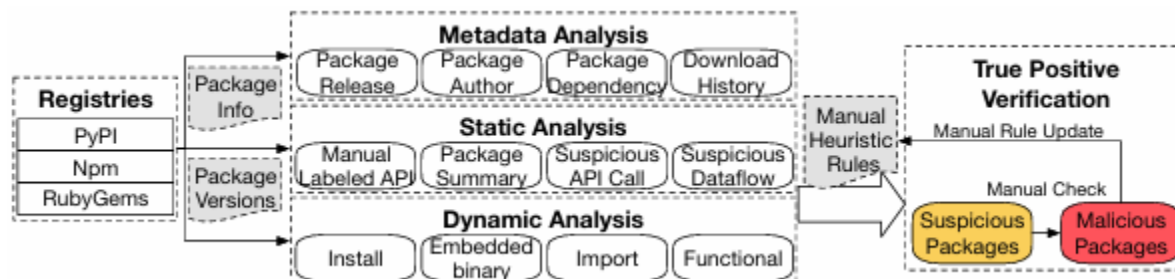 Registries
PyPI
Npm
RubyGems
Package
Info
Package
Versions
Metadata Analysis
Package
Release
Package
Author
Package
Dependency
Download
History
Static Analysis
Manual
Labeled API
Package
Summary
Suspicious
API Call
Suspicious
Dataflow
Dynamic Analysis
Install
Embedded
binary
Import
Functional
Manual
Heuristic
Rules
True Positive
Verification
Manual Rule Update
Manual Check
Suspicious
Packages
Malicious
Packages